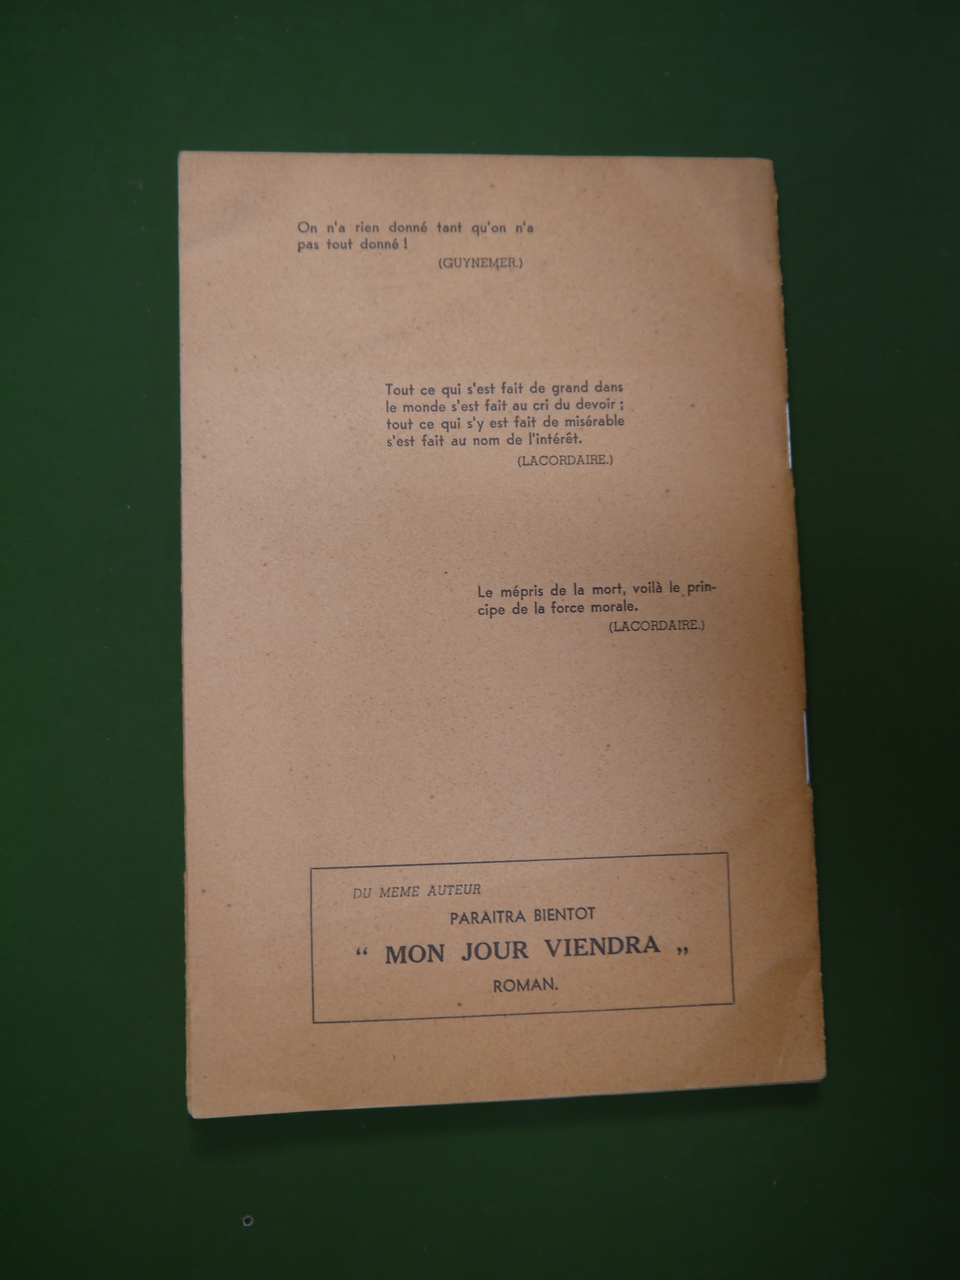 On n'a rien donné tant qu'on n'a
pas tout donné !
(GUYNEMER.)
Tout ce qui s'est fait de grand dans
le monde s'est fait au cri du devoir ;
tout ce qui s'y est fait de misérable
s'est fait au nom de l'intérêt.
(LACORDAIRE.)
Le mépris de la mort, voilà le prin-
cipe de la force morale.
(LACORDAIRE.)
DU MEME AUTEUR
PARAITRA BIENTOT
“ MON JOUR VIENDRA „
ROMAN.